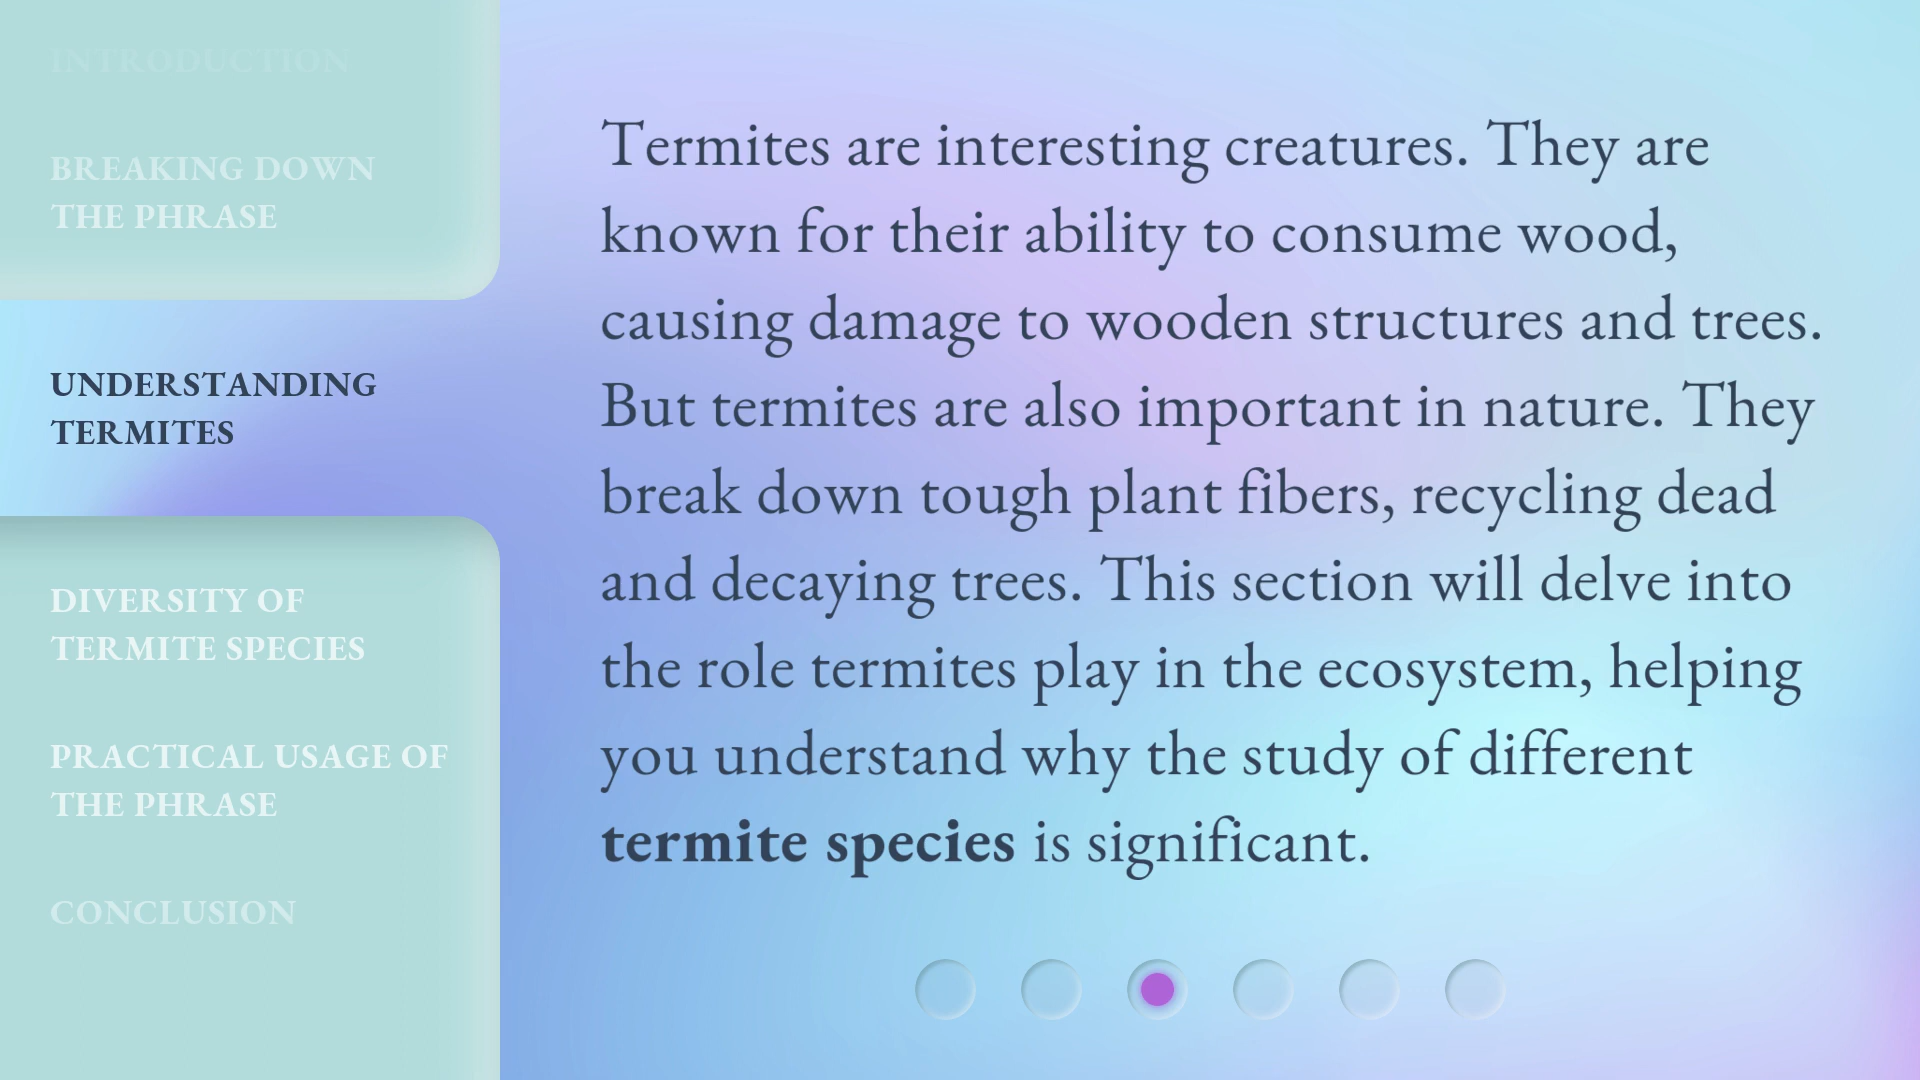 INTRODUCTION
BREAKING DOWN
THE PHRASE
UNDERSTANDING
TERMITES
DIVERSITY OF
TERMITE SPECIES
PRACTICAL USAGE OF
THE PHRASE
CONCLUSION
Termites are interesting creatures. They are
known for their ability to consume wood,
causing damage to wooden structures and trees.
But termites are also important in nature. They
break down tough plant fibers, recycling dead
and decaying trees. This section will delve into
the role termites play in the ecosystem, helping
you understand why the study of different
termite species is significant.